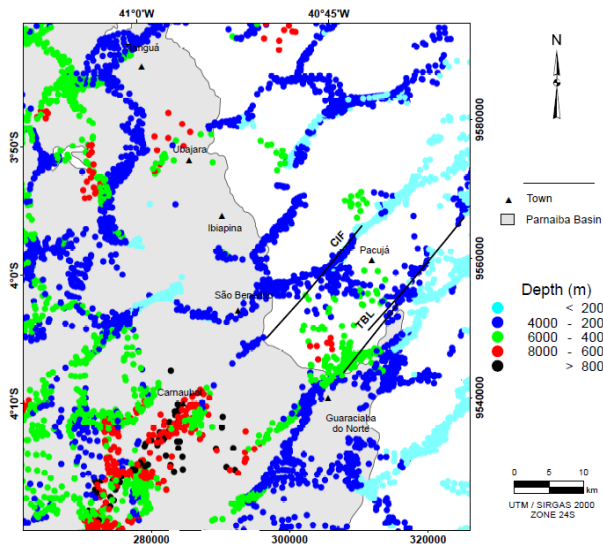 41°0'W
40°45'W
Tianguá
N
9580000
3°50'S
Ubajara
Town
Ibiapina
Parnaiba Basin
CIF
Pacujá
9560000
4°0'S
São
TBL
Depth (m)
< 200
4000 - 200
6000 - 400
8000 - 600
> 800
Carnaubal
4°10'S
9540000
Guaraciaba
do Norte
0 5 10
km
UTM / SIRGAS 2000
ZONE 24S
280000
300000
320000